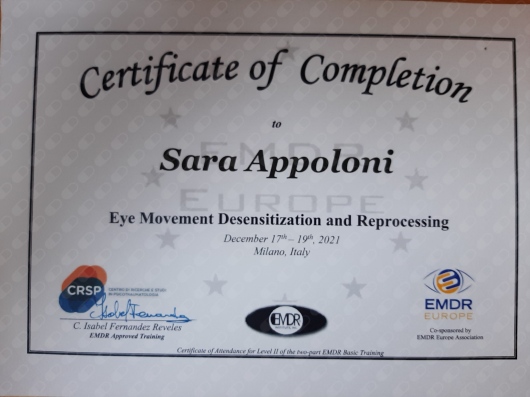 Certificate of Completion
to
EMDR
Sara Appoloni
EUROPE
Eye Movement Desensitization and Reprocessing
December 17th – 19th, 2021
Milano, Italy
CRSP
C. Isabel Fernandez Reveles
EMDR Approved Training
EMDR
EMDR
EUROPE
Co-sponsored by
EMDR Europe Association
Certificate of Attendance for Level II of the two-part EMDR Basic Training